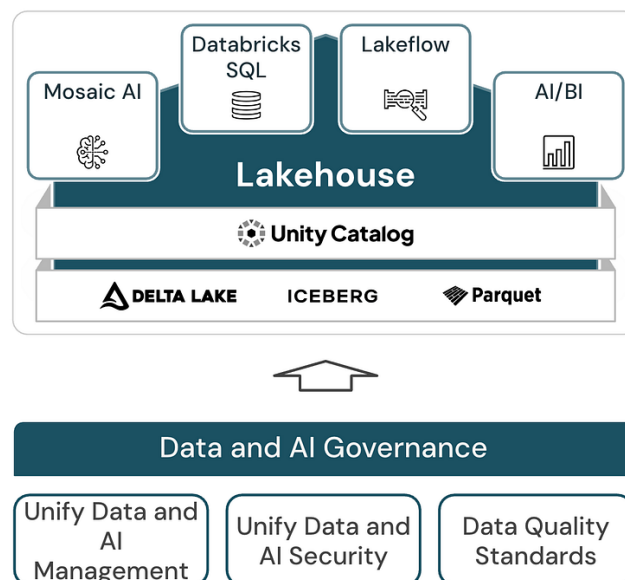 Databricks
SQL
Lakeflow
Mosaic AI
AI/BI
Lakehouse
Unity Catalog
DELTA LAKE
ICEBERG
Parquet
Data and AI Governance
Unify Data and
AI
Management
Unify Data and
AI Security
Data Quality
Standards